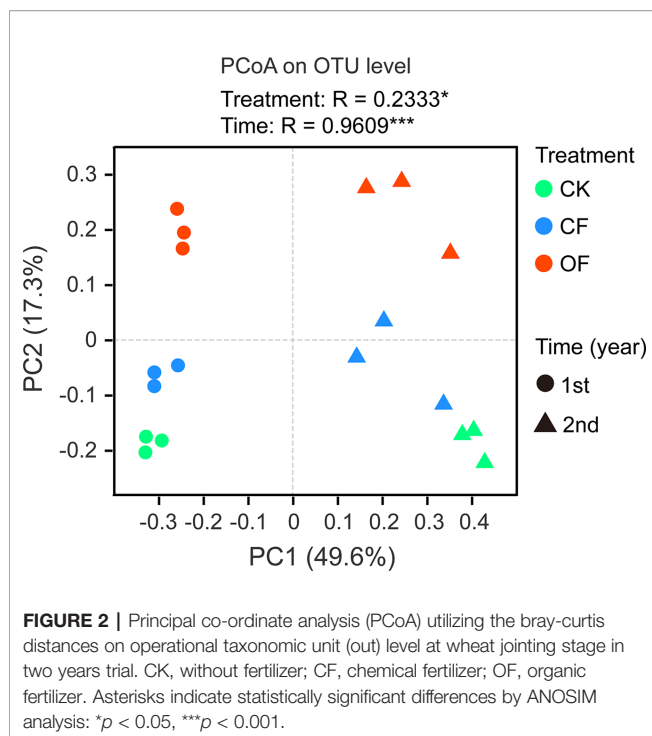 PCoA on OTU level
Treatment: R = 0.2333*
Time: R = 0.9609***
0.3
0.2
0.1
0
-0.1
-0.2
PC2 (17.3%)
-0.3 -0.2 -0.1 0 0.1 0.2 0.3 0.4
PC1 (49.6%)
Treatment
CK
CF
OF
Time (year)
1st
2nd
FIGURE 2 | Principal co-ordinate analysis (PCoA) utilizing the bray-curtis
distances on operational taxonomic unit (out) level at wheat jointing stage in
two years trial. CK, without fertilizer; CF, chemical fertilizer; OF, organic
fertilizer. Asterisks indicate statistically significant differences by ANOSIM
analysis: *p < 0.05, ***p < 0.001.